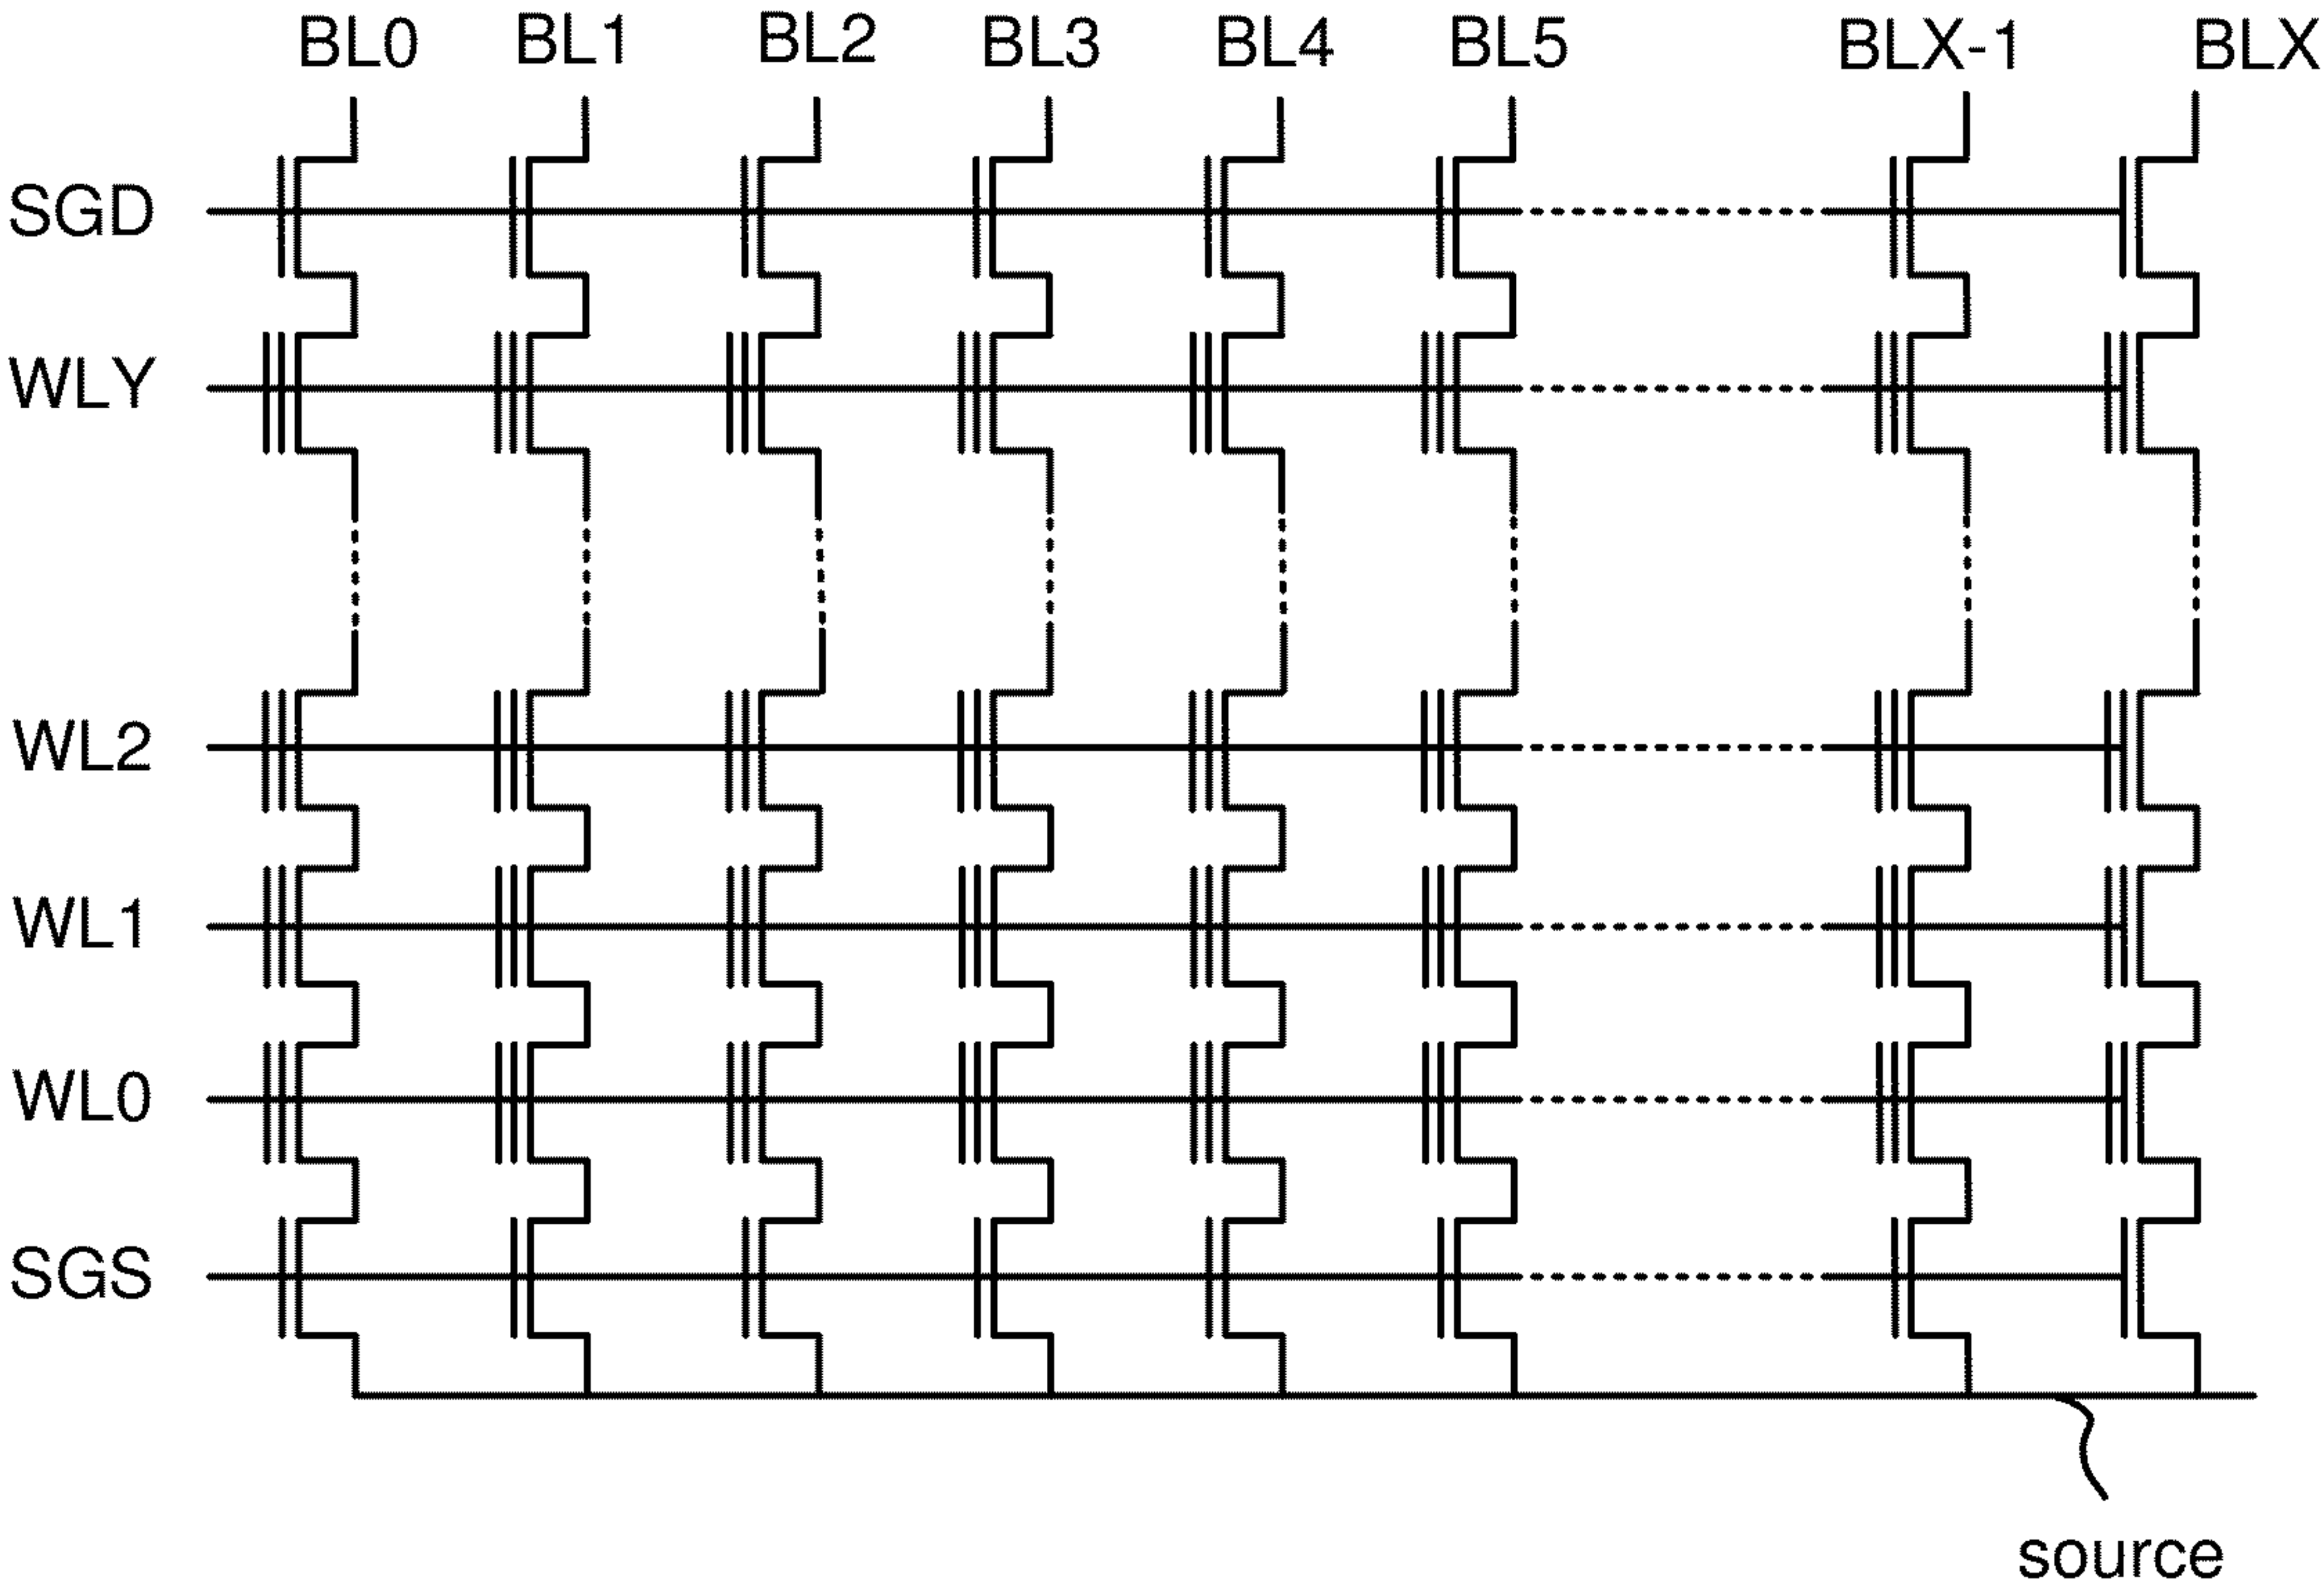 BL0 BL1 BL2 BL3 BL4 BL5 BLX-1 BLX
SGD
WLY
WL2
WL1
WL0
SGS
source